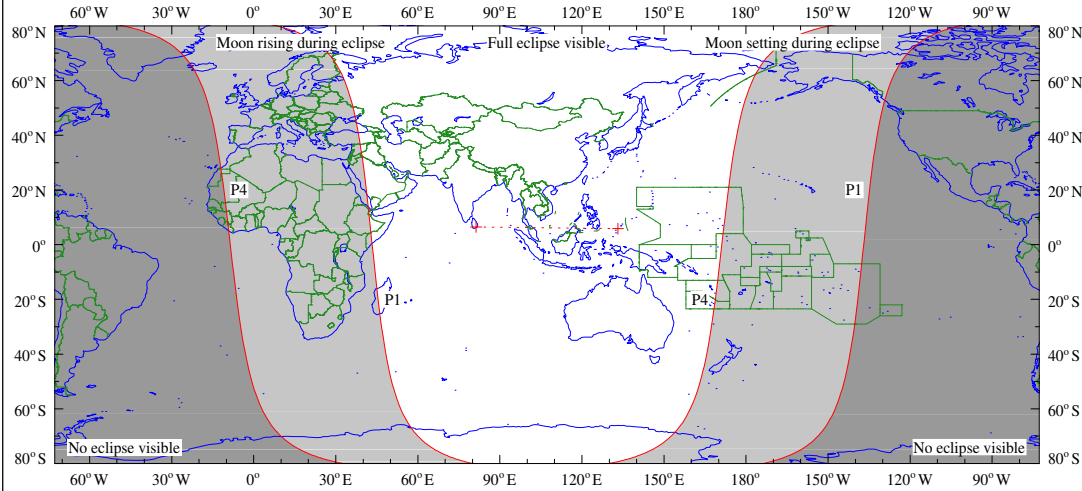 60° W 30° W 0° 30° E 60° E 90° E 120° E 150° E 180° 150° W 120° W 90° W
80° N 80° N
Moon rising during eclipse Full eclipse visible Moon setting during eclipse
60° N 60° N
40° N 40° N
20° N P4 P1 20° N
0° 0°
20° S P1 P4 20° S
40° S 40° S
60° S 60° S
No eclipse visible No eclipse visible
80° S 80° S
60° W 30° W 0° 30° E 60° E 90° E 120° E 150° E 180° 150° W 120° W 90° W